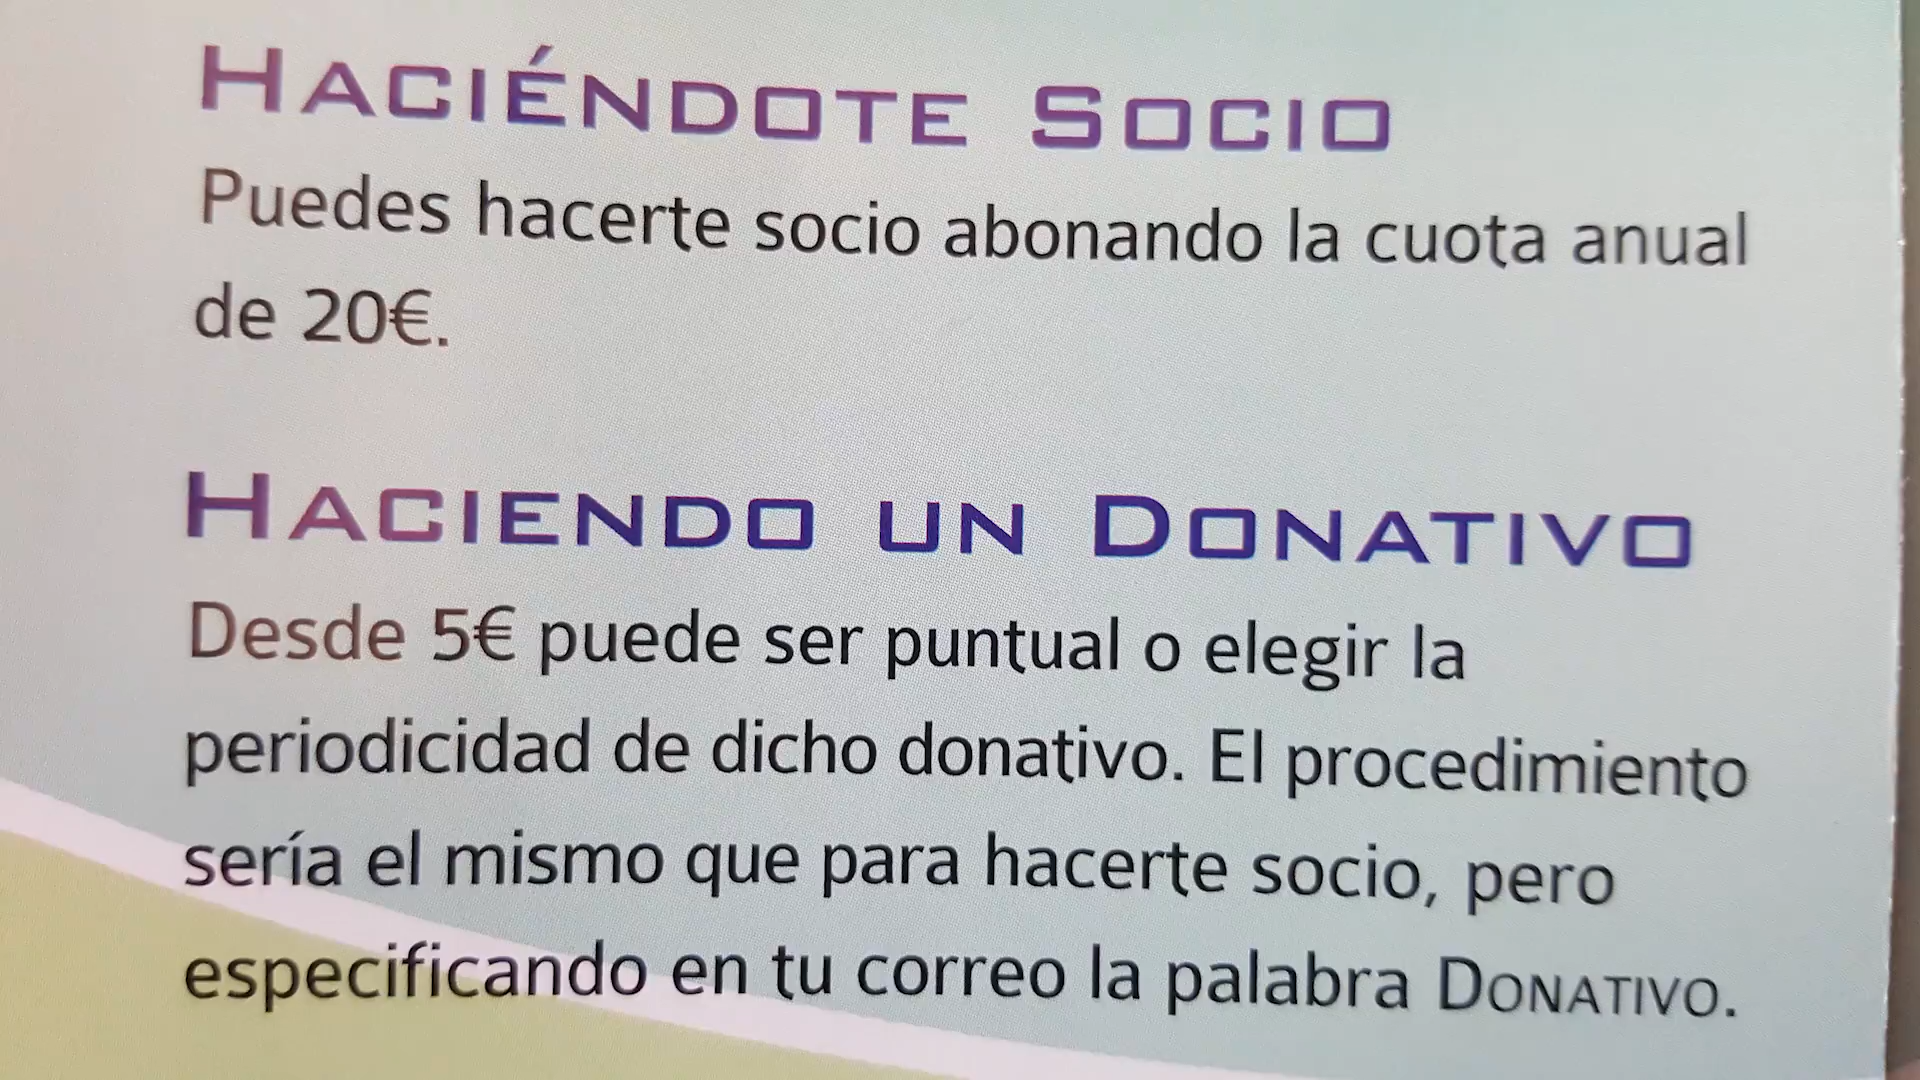 HACIÉNDOTE SOCIO
Puedes hacerte socio abonando la cuota anual
de 20€.
HACIENDO UN DONATIVO
Desde 5€ puede ser puntual o elegir la
periodicidad de dicho donativo. El procedimiento
sería el mismo que para hacerte socio, pero
especificando en tu correo la palabra DONATIVO.